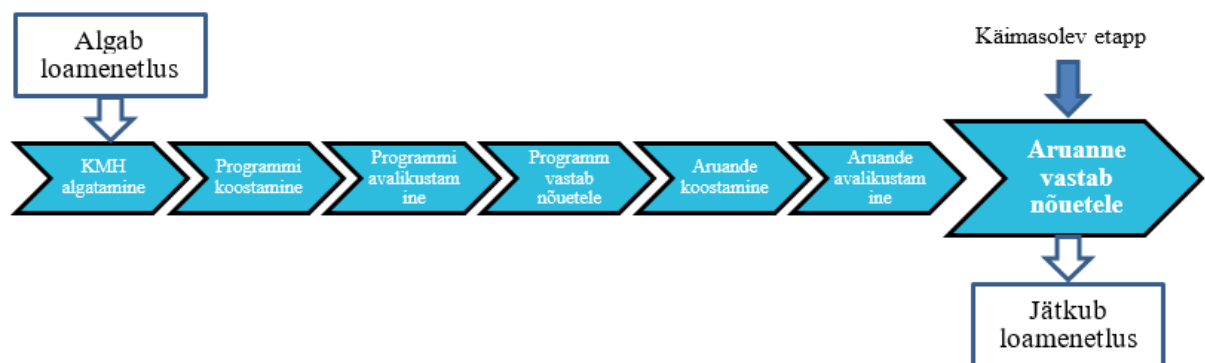 Algab
loamenetlus
Käimasolev etapp
KMH
algatamine
Programmi
koostamine
Programmi
avalikustam
ine
Programm
vastab
nõuetele
Aruande
koostamine
Aruande
avalikustam
ine
Aruanne
vastab
nõuetele
Jätkub
loamenetlus